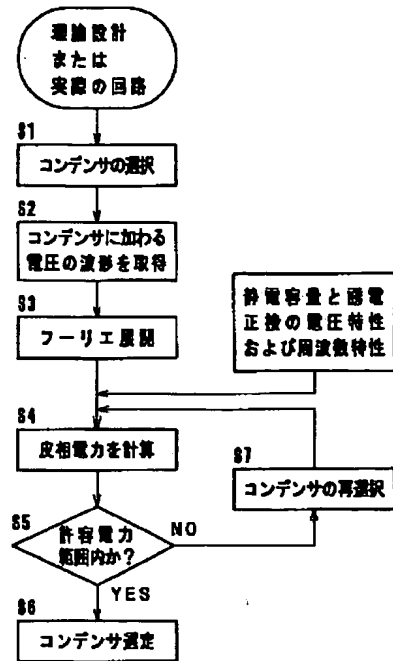 理論設計
または
実際の回路
S1
コンデンサの選択
S2
コンデンサに加わる
電圧の波形を取得
S3
フーリエ展開
静電容量と誘電
正接の電圧特性
および周波数特性
S4
皮相電力を計算
S7
コンデンサの再選択
S5
許容電力
範囲内か?
NO
YES
S6
コンデンサ選定